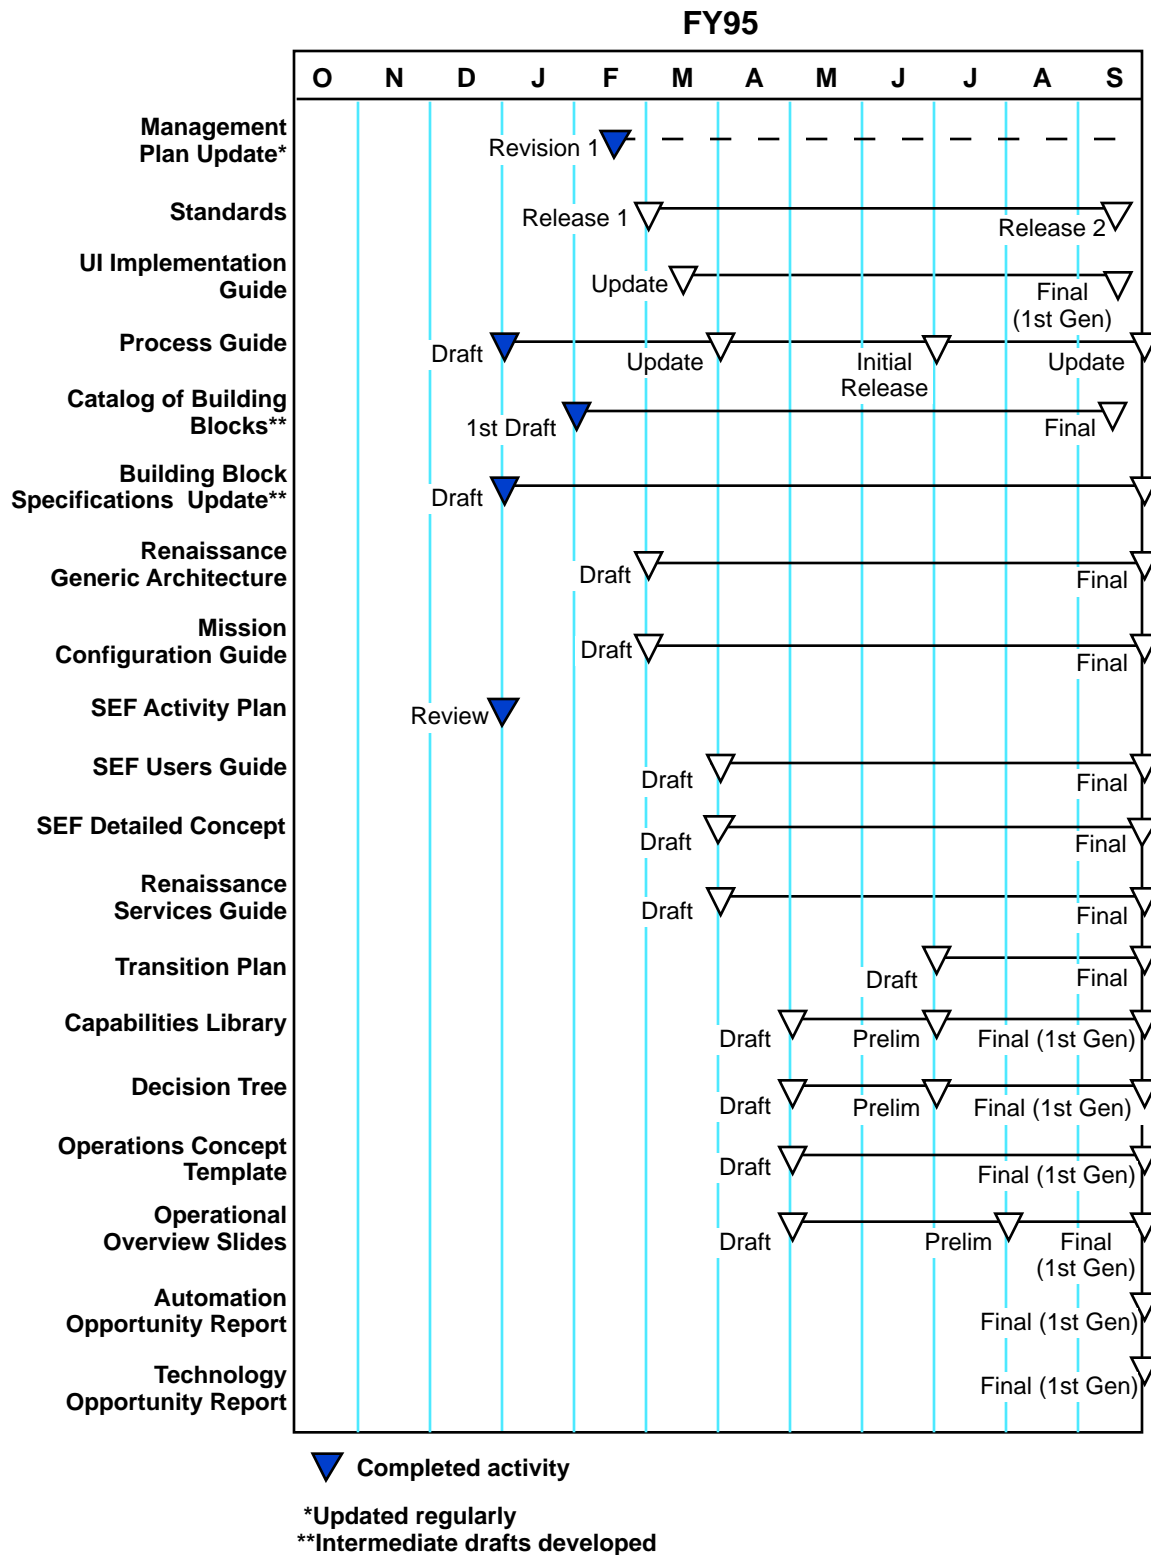 FY95
O N D J F M A M J J A S
Management
Plan Update*
Revision 1
Standards
Release 1
Release 2
UI Implementation
Guide
Update
Final
(1st Gen)
Process Guide
Draft
Update
Initial
Release
Update
Catalog of Building
Blocks**
1st Draft
Final
Building Block
Specifications Update**
Draft
Renaissance
Generic Architecture
Draft
Final
Mission
Configuration Guide
Draft
Final
SEF Activity Plan
Review
SEF Users Guide
Draft
Final
SEF Detailed Concept
Draft
Final
Renaissance
Services Guide
Draft
Final
Transition Plan
Draft
Final
Capabilities Library
Draft
Prelim
Final (1st Gen)
Decision Tree
Draft
Prelim
Final (1st Gen)
Operations Concept
Template
Draft
Final (1st Gen)
Operational
Overview Slides
Draft
Prelim
Final
(1st Gen)
Automation
Opportunity Report
Final (1st Gen)
Technology
Opportunity Report
Final (1st Gen)
Completed activity
*Updated regularly
**Intermediate drafts developed